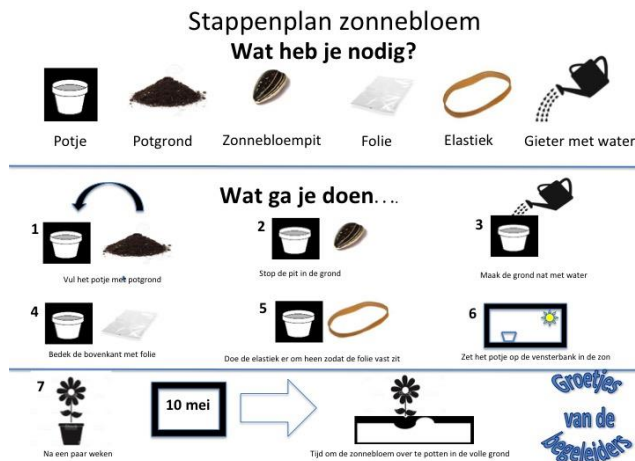 Stappenplan zonnebloem
Wat heb je nodig?
Potje
Potgrond
Zonnebloempit
Folie
Elastiek
Gieter met water
Wat ga je doen....
1
Vul het potje met potgrond
2
Stop de pit in de grond
3
Maak de grond nat met water
4
Bedek de bovenkant met folie
5
Doe de elastiek er om heen zodat de folie vast zit
6
Zet het potje op de vensterbank in de zon
7
Na een paar weken
10 mei
Tijd om de zonnebloem over te potten in de volle grond
Groetjes
van de
begeleiders